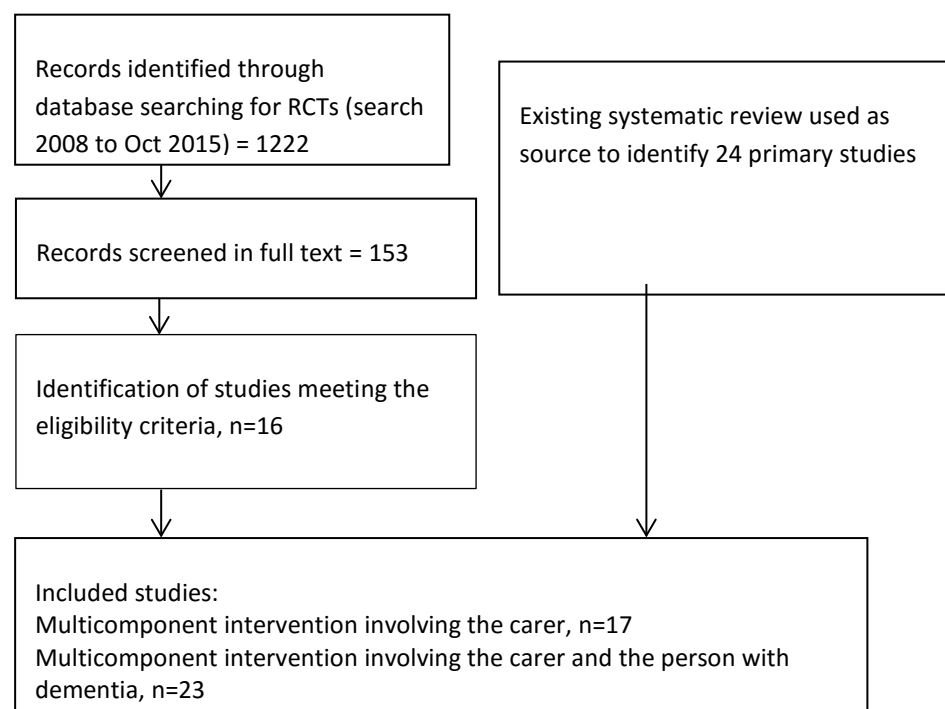 Records identified through
database searching for RCTs (search
2008 to Oct 2015) = 1222
Existing systematic review used as
source to identify 24 primary studies
Records screened in full text = 153
Identification of studies meeting the
eligibility criteria, n=16
Included studies:
Multicomponent intervention involving the carer, n=17
Multicomponent intervention involving the carer and the person with
dementia, n=23